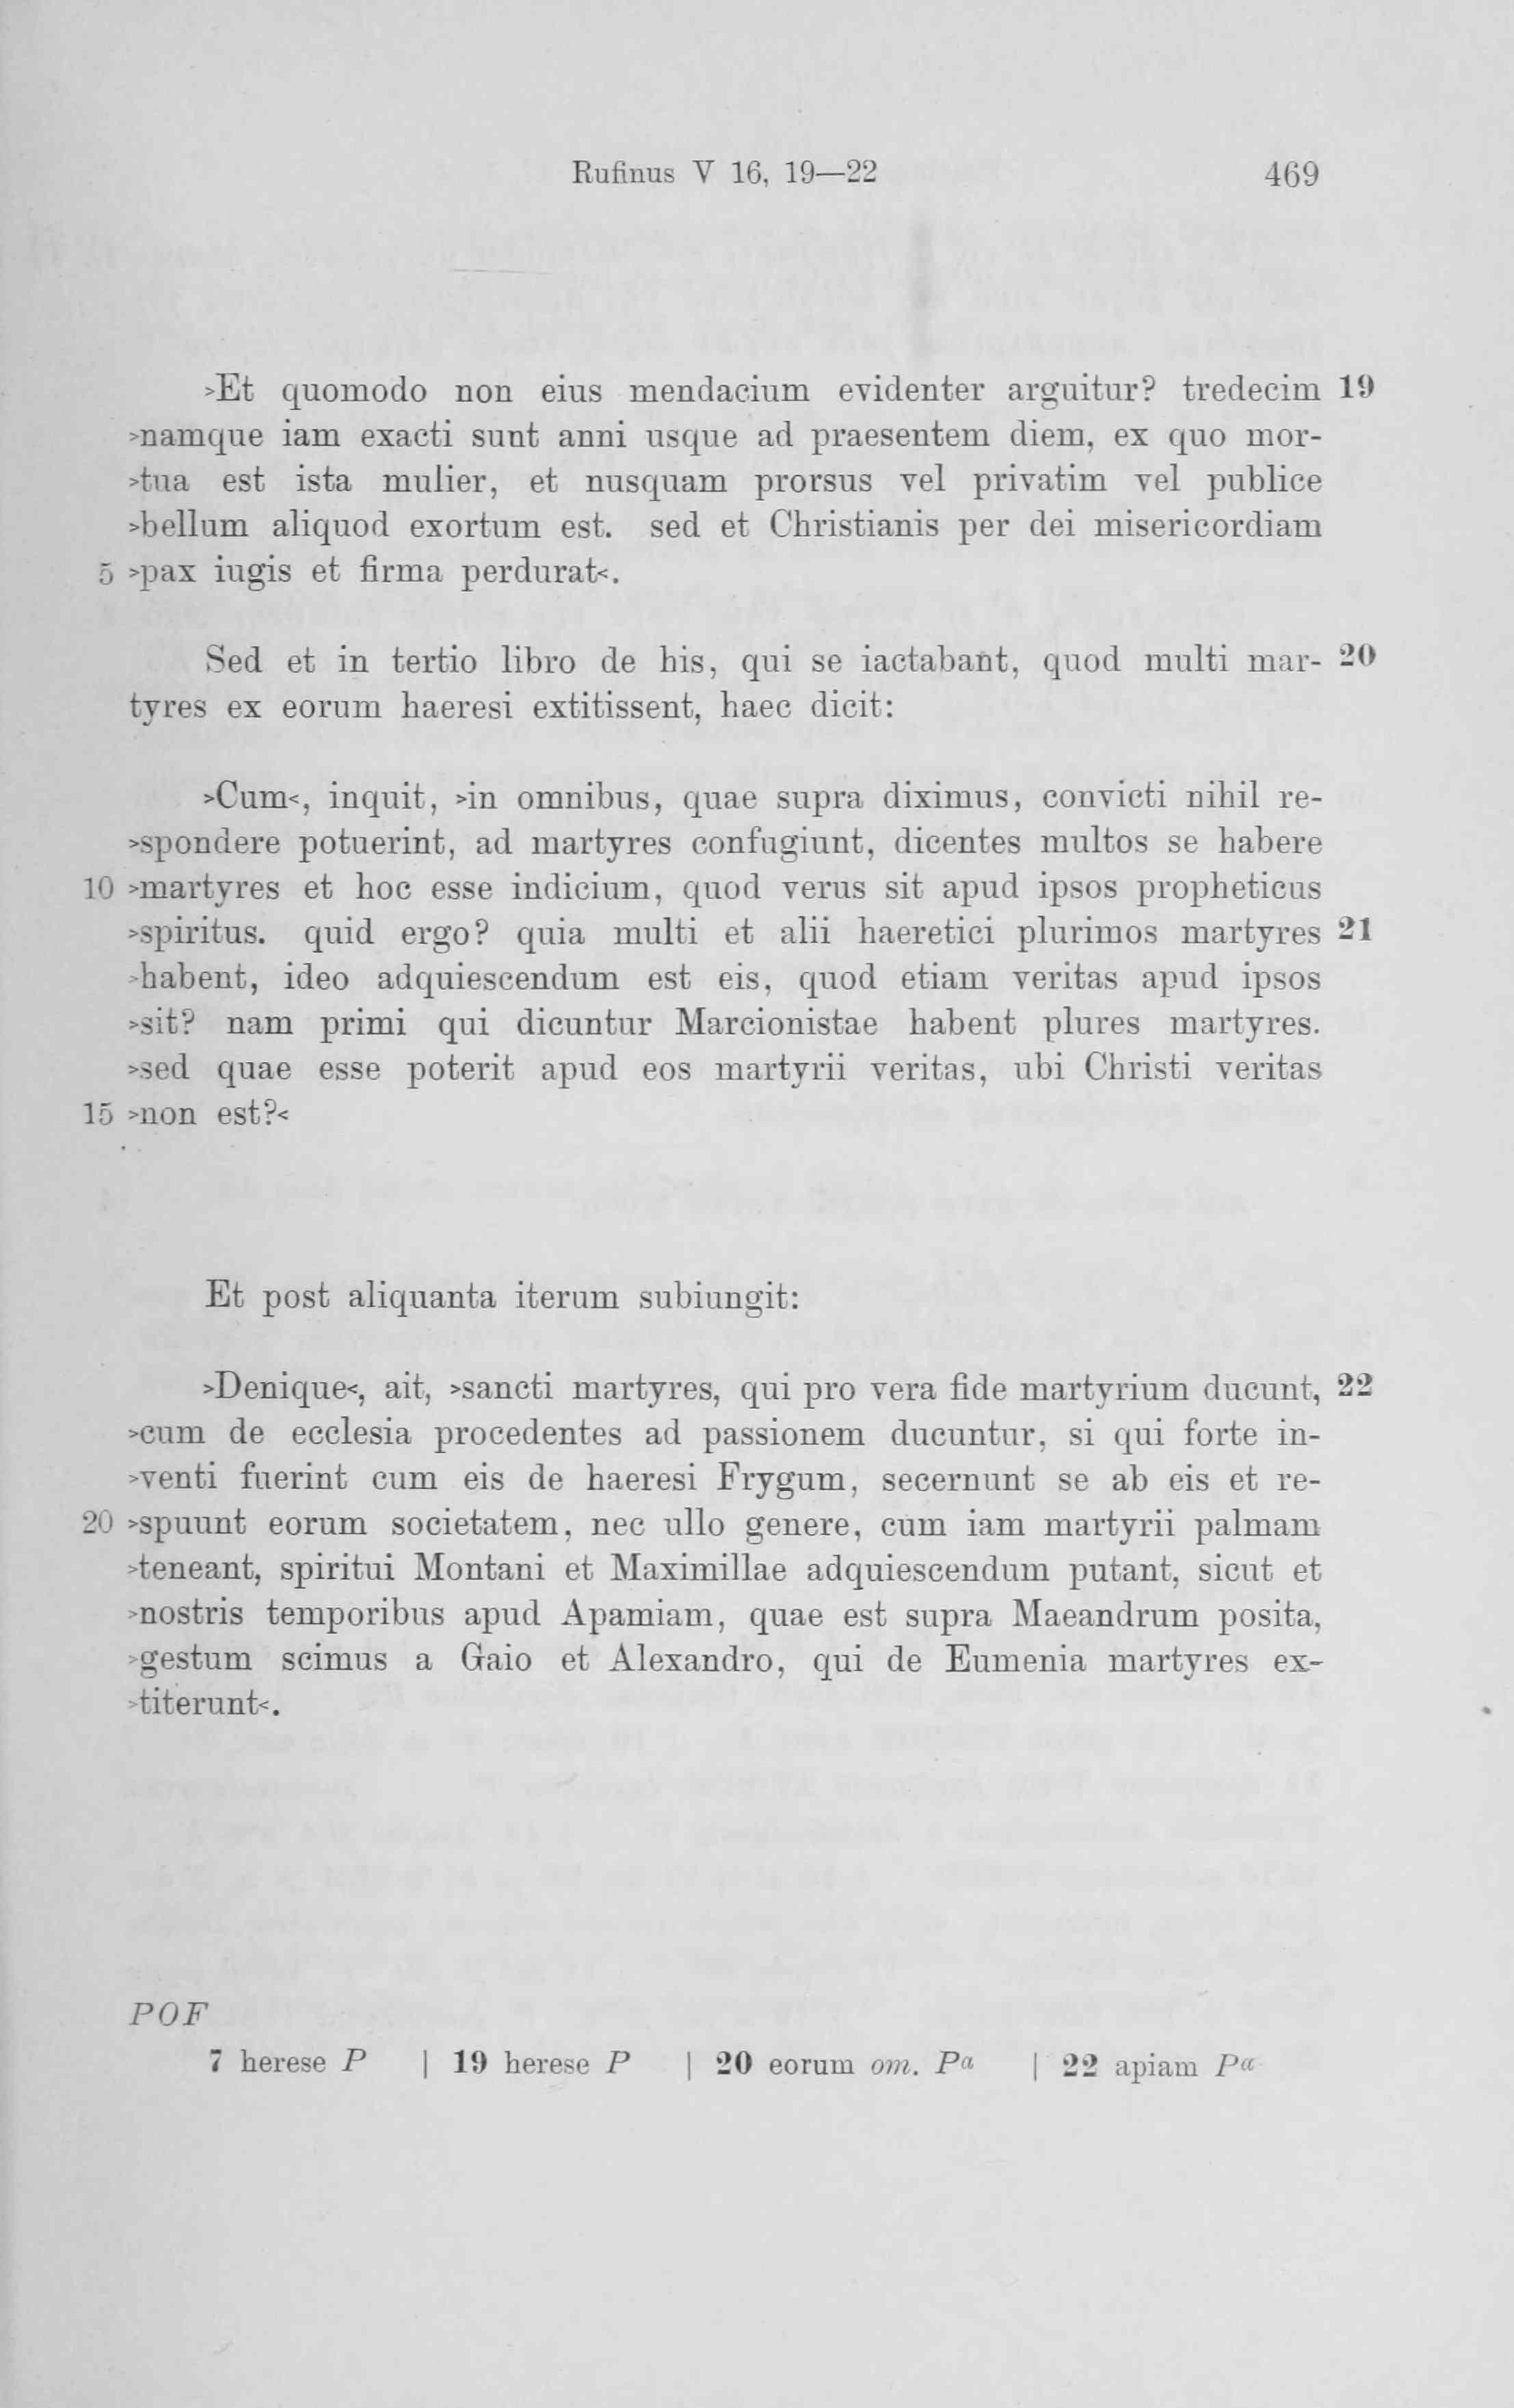 Rufinus V 16, 19—22 469
>Et quomodo non eius mendacium evidenter arguitur? tredecim 19
>namque iam exacti sunt anni usque ad praesentem diem, ex quo mor-
>tua est ista mulier, et nusquam prorsus vel privatim vel publice
>bellum aliquod exortum est. sed et Christianis per dei misericordiam
5 >pax iugis et firma perdurat<.
Sed et in tertio libro de his, qui se iactabant, quod multi mar- 20
tyres ex eorum haeresi extitissent, haec dicit:
>Cum<, inquit, >in omnibus, quae supra diximus, convicti nihil re-
>spondere potuerint, ad martyres confugiunt, dicentes multos se habere
10 >martyres et hoc esse indicium, quod verus sit apud ipsos propheticus
>spiritus. quid ergo? quia multi et alii haeretici plurimos martyres 21
>habent, ideo adquiescendum est eis, quod etiam veritas apud ipsos
>sit? nam primi qui dicuntur Marcionistae habent plures martyres.
>sed quae esse poterit apud eos martyrii veritas, ubi Christi veritas
15 >non est?<
Et post aliquanta iterum subiungit:
>Denique<, ait, >sancti martyres, qui pro vera fide martyrium ducunt, 22
>cum de ecclesia procedentes ad passionem ducuntur, si qui forte in-
>venti fuerint cum eis de haeresi Frygum, secernunt se ab eis et re-
20 >spuunt eorum societatem, nec ullo genere, cum iam martyrii palmam
>teneant, spiritui Montani et Maximillae adquiescendum putant, sicut et
>nostris temporibus apud Apamiam, quae est supra Maeandrum posita,
>gestum scimus a Gaio et Alexandro, qui de Eumenia martyres ex-
>titerunt<.
POF
7 herese P | 19 herese P | 20 eorum om. Pa | 22 apiam Pa